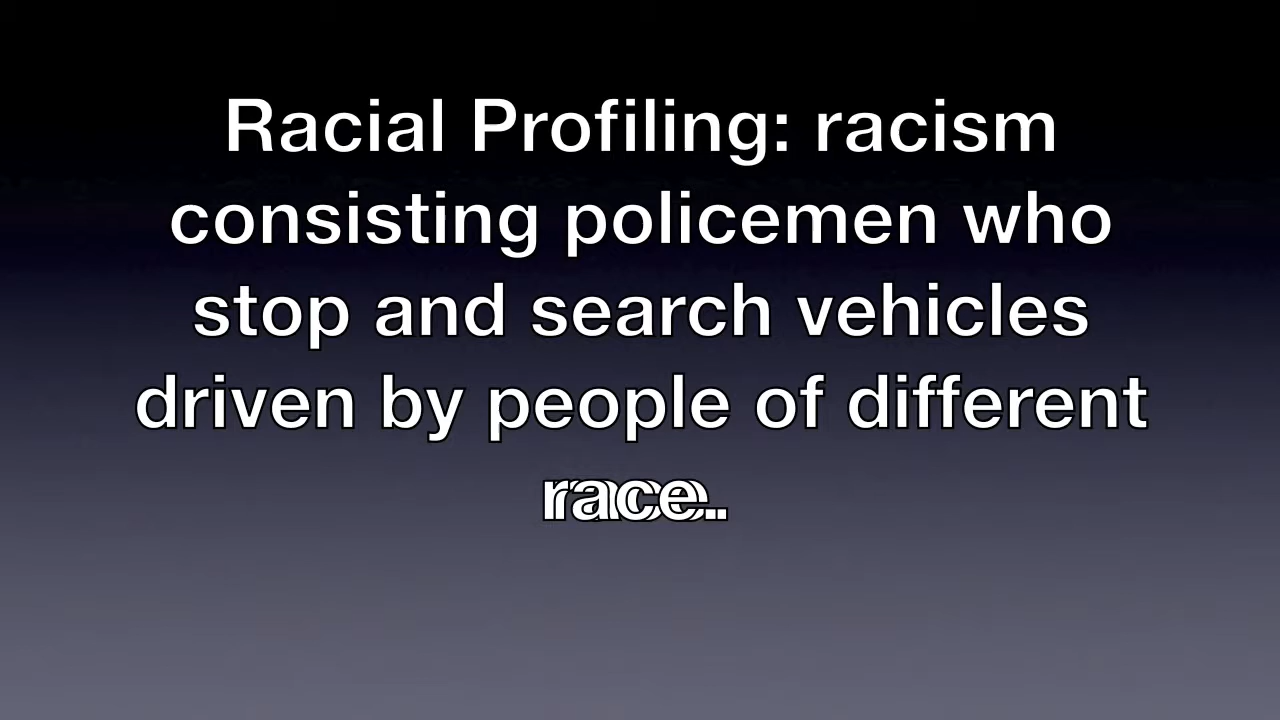 Racial Profiling: racism
consisting policemen who
stop and search vehicles
driven by people of different
race.